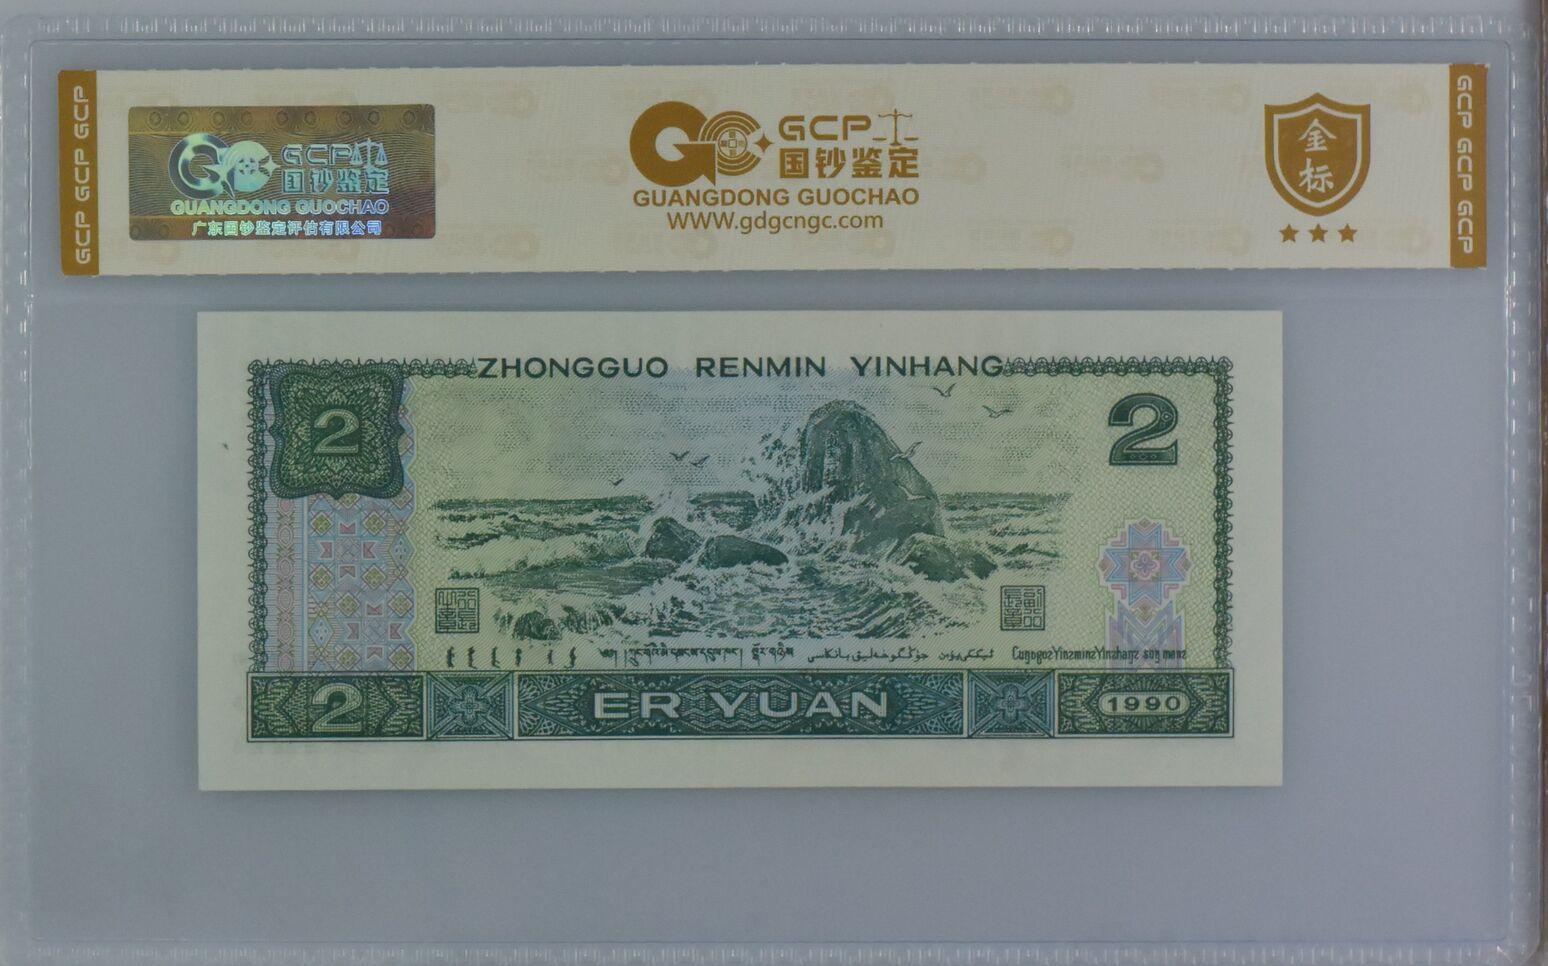 GCP GCP GCP
GCP
国钞鉴定
GUANGDONG GUOCHAO
广东国钞鉴定评估有限公司
GCP
国钞鉴定
GUANGDONG GUOCHAO
WWW.gdgcngc.com
金
标
GCP GCP GCP
ZHONGGUO RENMIN YINHANG
2
2
2
ER YUAN
1990